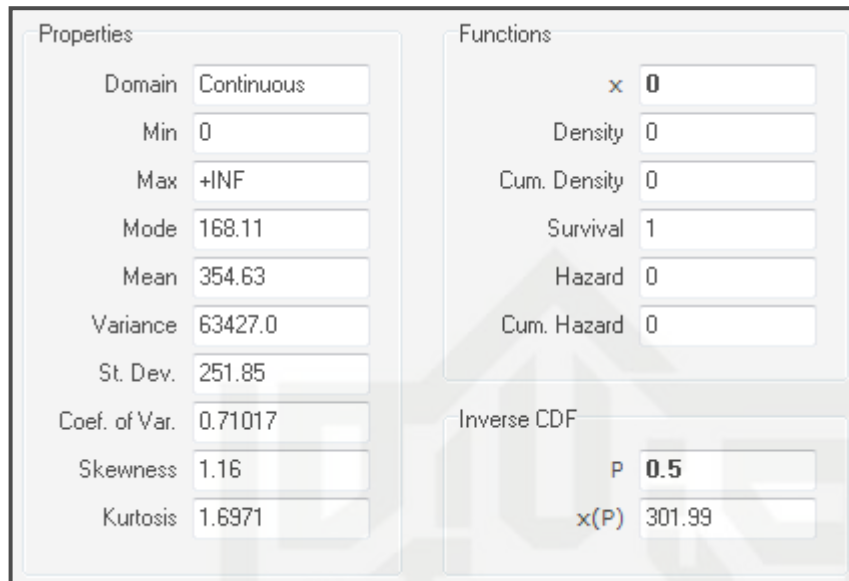 Properties
Domain Continuous
Min 0
Max +INF
Mode 168.11
Mean 354.63
Variance 63427.0
St. Dev. 251.85
Coef. of Var. 0.71017
Skewness 1.16
Kurtosis 1.6971
Functions
x 0
Density 0
Cum. Density 0
Survival 1
Hazard 0
Cum. Hazard 0
Inverse CDF
P 0.5
x(P) 301.99